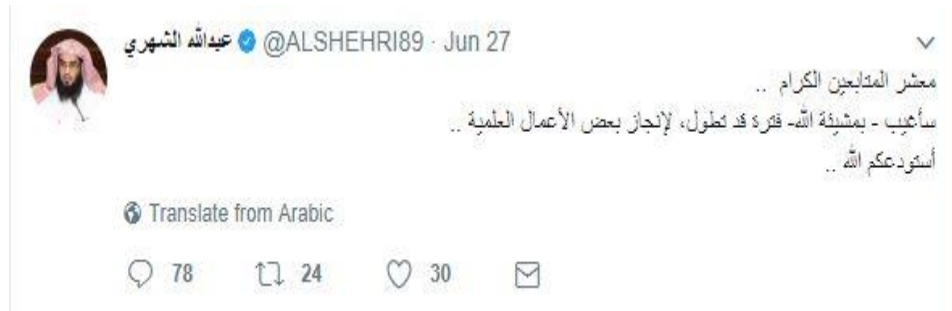 عبدالله الشهري @ALSHEHRI89 · Jun 27
معشر المتابعين الكرام ..
سأغيب - بمشيئة الله- فترة قد تطول، لإنجاز بعض الأعمال العلمية ..
أستودعكم الله ..
Translate from Arabic
78 24 30